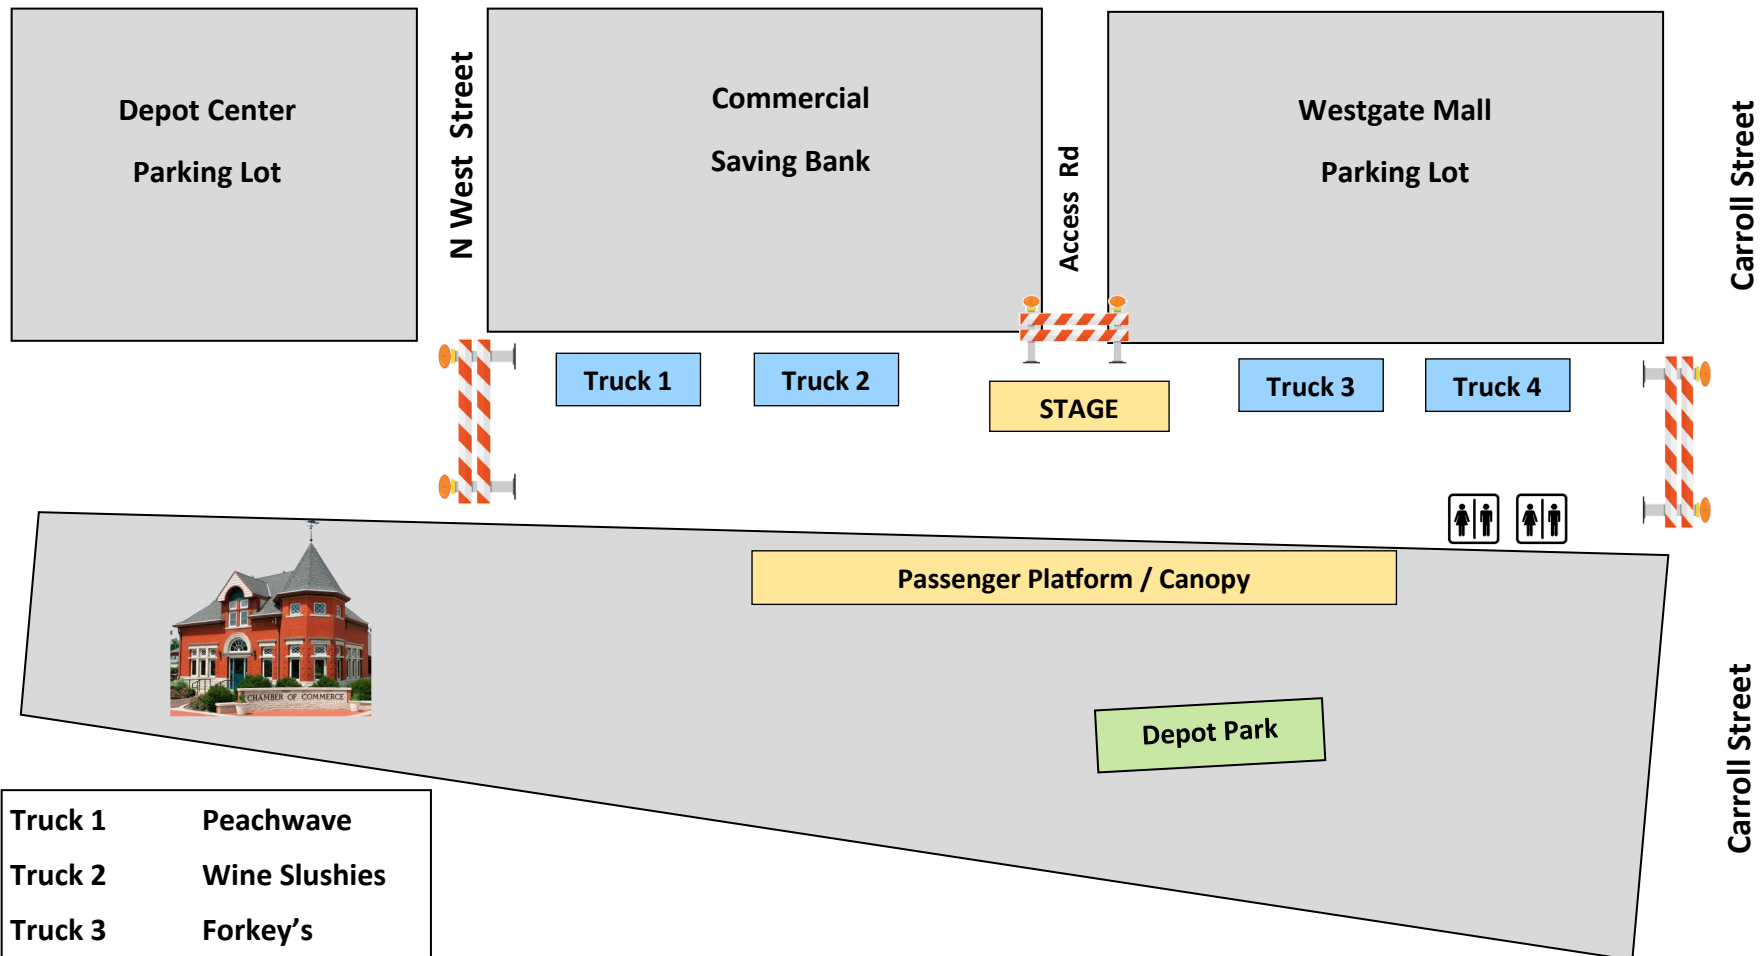 Depot Center
Parking Lot
N West Street
Commercial
Saving Bank
Access Rd
Westgate Mall
Parking Lot
Carroll Street
Truck 1
Truck 2
STAGE
Truck 3
Truck 4
Passenger Platform / Canopy
CHAMBER OF COMMERCE
Depot Park
Carroll Street
Truck 1 Peachwave
Truck 2 Wine Slushies
Truck 3 Forkey's